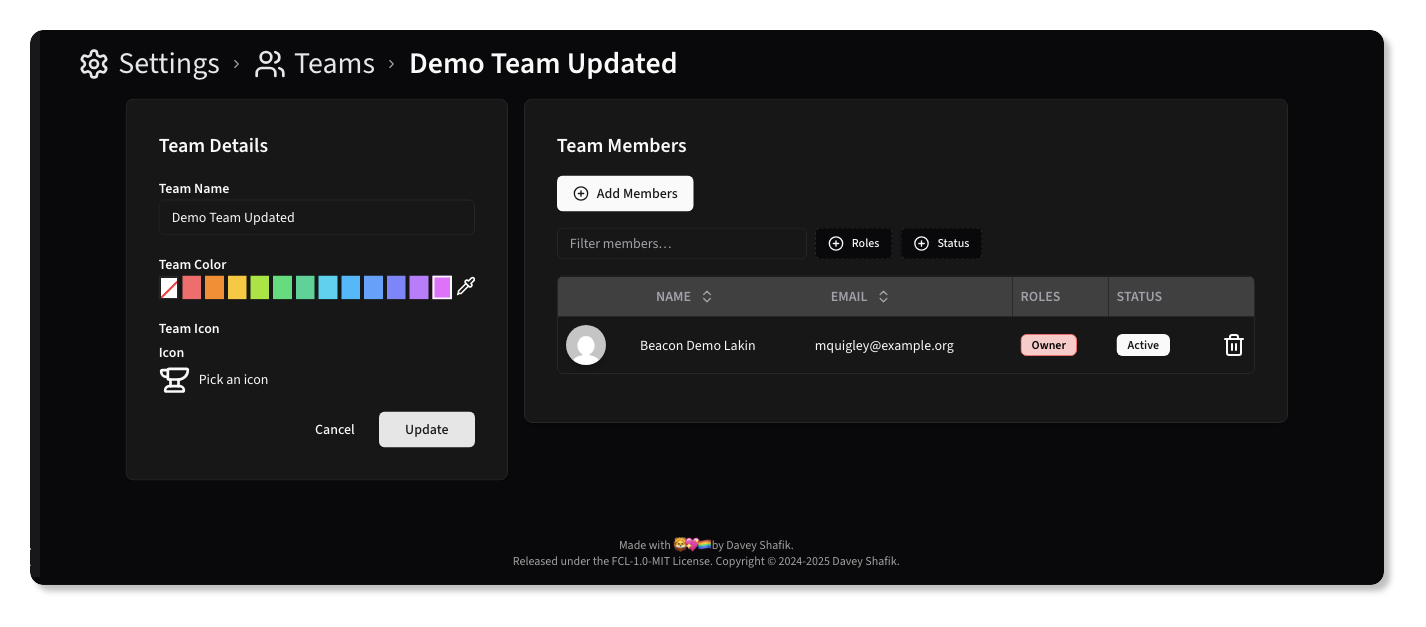 Settings › Teams › Demo Team Updated
Team Details
Team Name
Demo Team Updated
Team Color
Team Icon
Icon
Pick an icon
Cancel
Update
Team Members
Add Members
Filter members...
Roles
Status
NAME
EMAIL
ROLES
STATUS
Beacon Demo Lakin
mquigley@example.org
Owner
Active
Made with 🦁💖🏳️‍🌈by Davey Shafik.
Released under the FCL-1.0-MIT License. Copyright © 2024-2025 Davey Shafik.